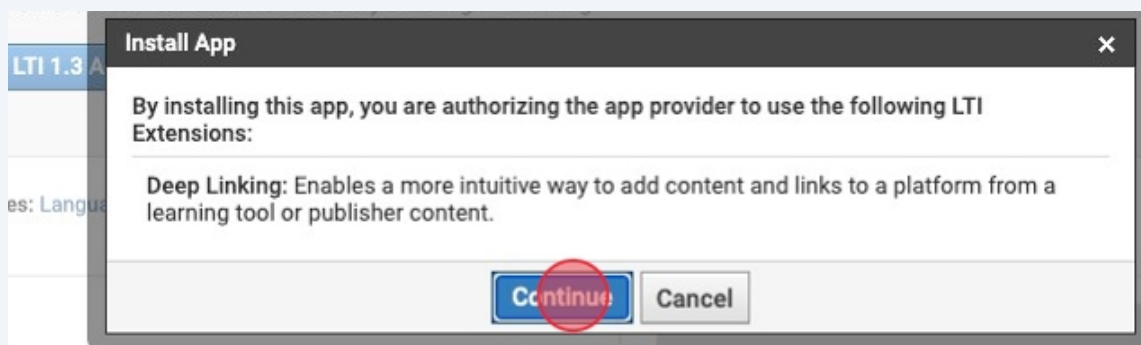 Install App
×
LTI 1.3 A
By installing this app, you are authorizing the app provider to use the following LTI
Extensions:
Deep Linking: Enables a more intuitive way to add content and links to a platform from a
learning tool or publisher content.
es: Langua
Continue
Cancel